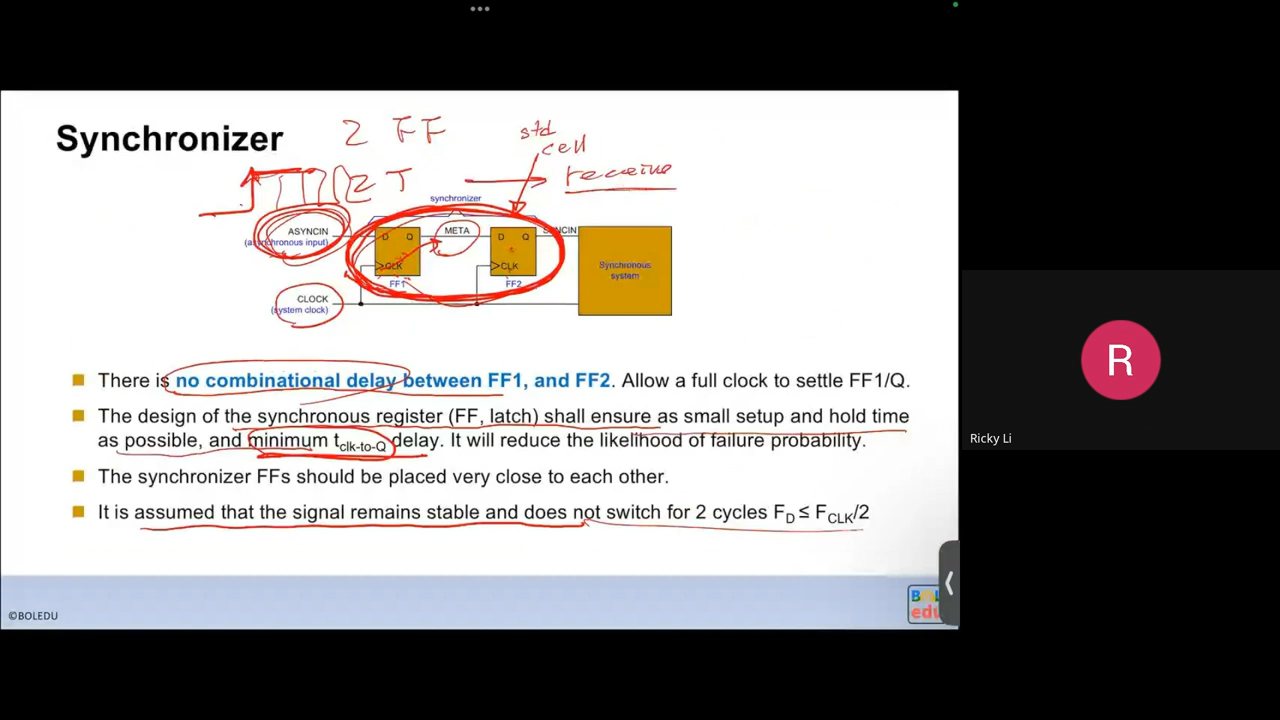 Synchronizer
2 FF
std
cell
2 T
receive
synchronizer
ASYNCIN
(asynchronous input)
D
Q
META
D
Q
SYNCIN
CLK
CLK
Synchronous
system
FF1
FF2
CLOCK
(system clock)
There is no combinational delay between FF1, and FF2. Allow a full clock to settle FF1/Q.
The design of the synchronous register (FF, latch) shall ensure as small setup and hold time
as possible, and minimum tclk-to-Q delay. It will reduce the likelihood of failure probability.
The synchronizer FFs should be placed very close to each other.
It is assumed that the signal remains stable and does not switch for 2 cycles FD ≤ FCLK/2
©BOLEDU
edu
R
Ricky Li